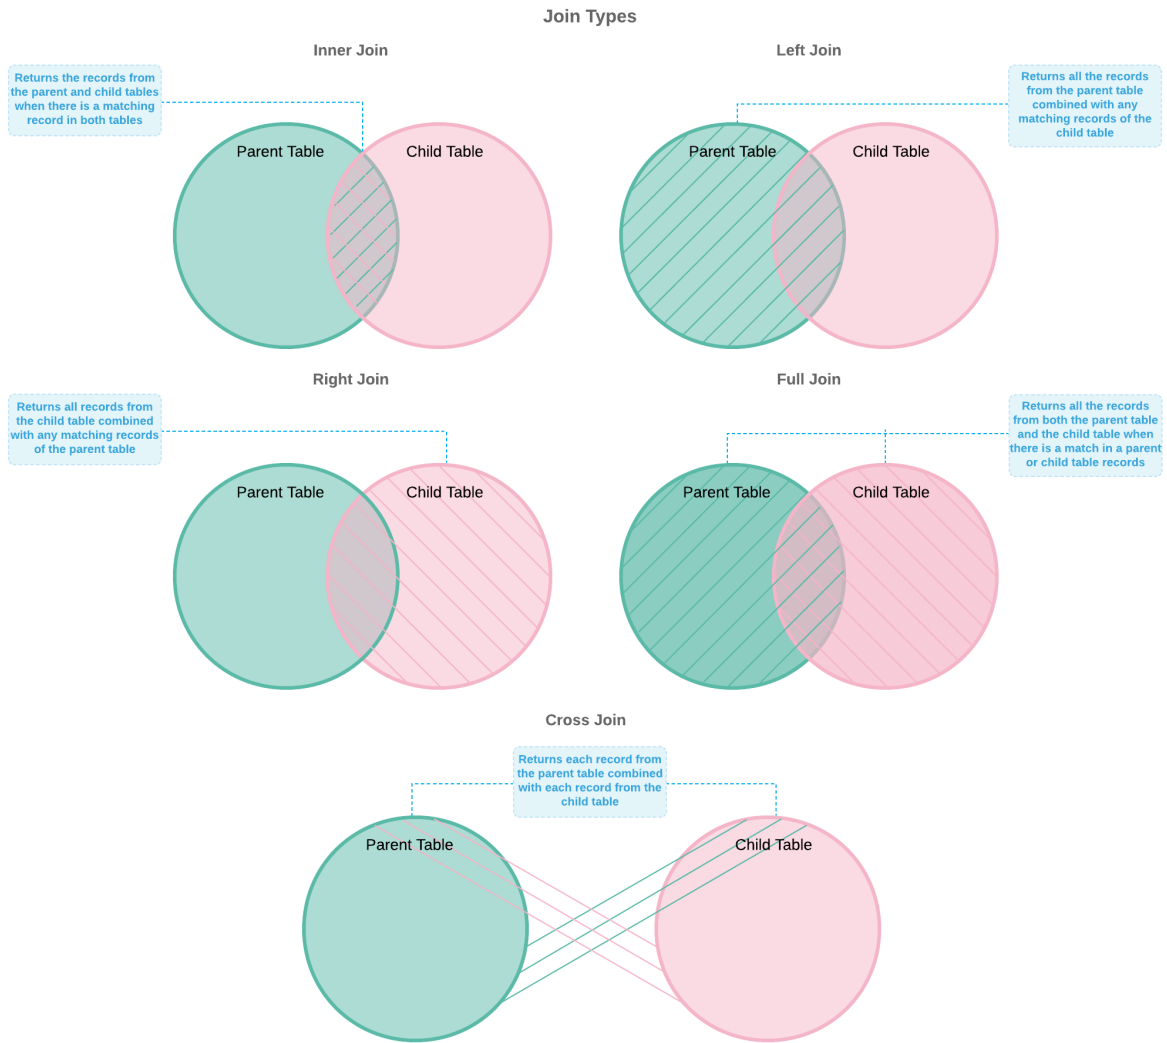 Join Types
Inner Join
Returns the records from
the parent and child tables
when there is a matching
record in both tables
Parent Table
Child Table
Left Join
Returns all the records
from the parent table
combined with any
matching records of the
child table
Parent Table
Child Table
Right Join
Returns all records from
the child table combined
with any matching records
of the parent table
Parent Table
Child Table
Full Join
Returns all the records
from both the parent table
and the child table when
there is a match in a parent
or child table records
Parent Table
Child Table
Cross Join
Returns each record from
the parent table combined
with each record from the
child table
Parent Table
Child Table